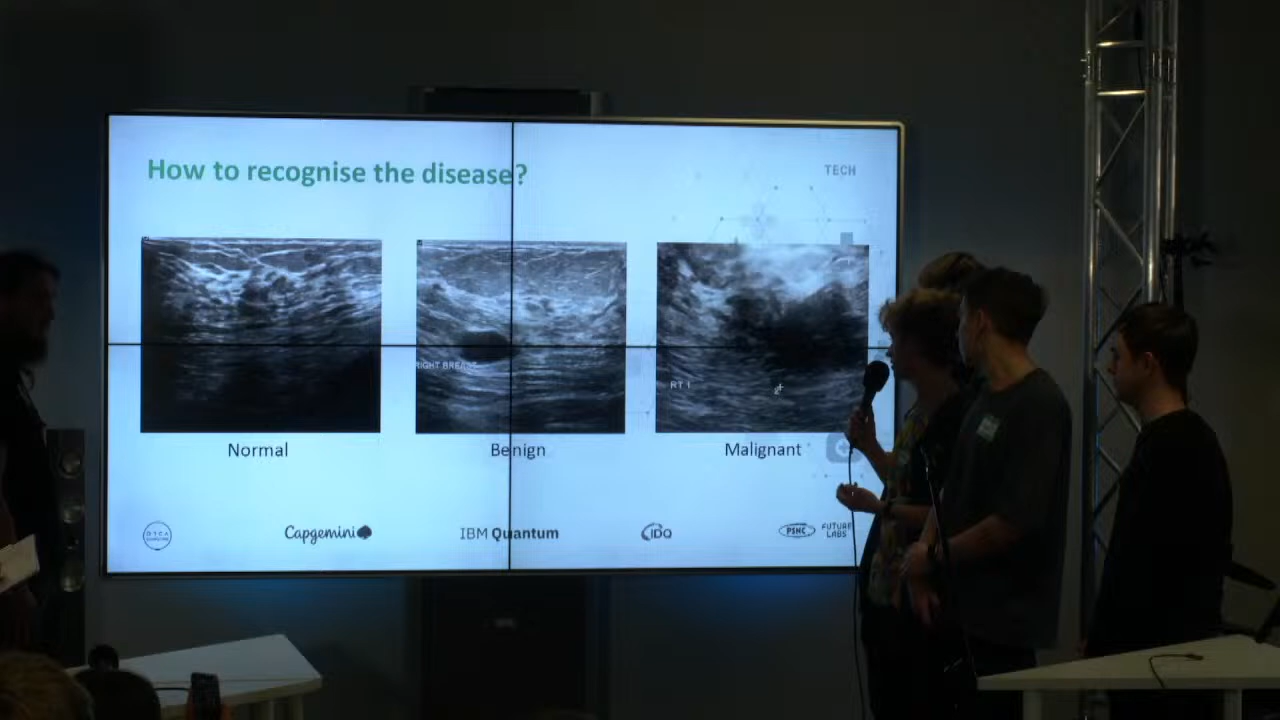 How to recognise the disease?
TECH
RIGHT BREAST
RT 1
Normal
Benign
Malignant
Capgemini
IBM Quantum
IDQ
PSNC
FUTURE
LABS